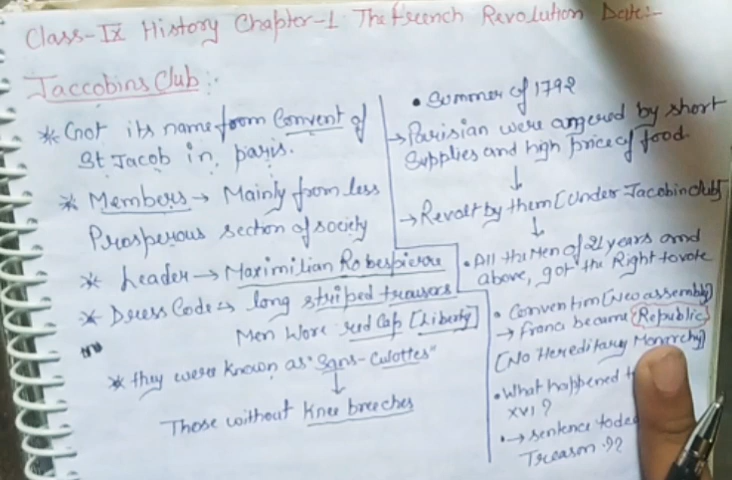 Class-IX History Chapter-1 The French Revolution Date:-
Jaccobins Club:-
* Got its name from Convent of
St Jacob in paris.
* Members → Mainly from less
Prosperous section of society
* Leader → Maximilian Robespierre
* Dress Code → long striped trousars
Men Wore red Cap [Liberty]
* they were known as "Sans-Culottes"
↓
Those without Knee breeches
• Summer of 1792
→ Parisian were angered by short
Supplies and high price of food.
↓
→ Revolt by them [Under Jacobin club]
↓
• All the Men of 21 years and
above, got the Right to vote
• Convention [New assembly]
→ franc became Republic
[No Hereditary Monarchy]
• What happened
XVI?
• → sentence to
Treason.